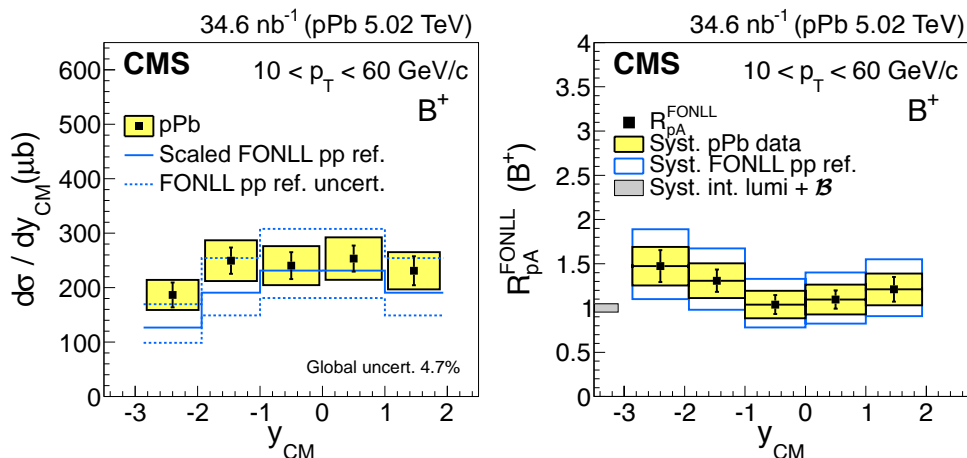 34.6 nb⁻¹ (pPb 5.02 TeV)
CMS
10 < p_T < 60 GeV/c
B⁺
pPb
Scaled FONLL pp ref.
FONLL pp ref. uncert.
Global uncert. 4.7%
dσ / dy_CM (μb)
600
500
400
300
200
100
0
-3 -2 -1 0 1 2
y_CM
34.6 nb⁻¹ (pPb 5.02 TeV)
CMS
10 < p_T < 60 GeV/c
B⁺
R_pA^FONLL
Syst. pPb data
Syst. FONLL pp ref.
Syst. int. lumi + 𝓑
R_pA^FONLL (B⁺)
4
3.5
3
2.5
2
1.5
1
0.5
0
-3 -2 -1 0 1 2
y_CM